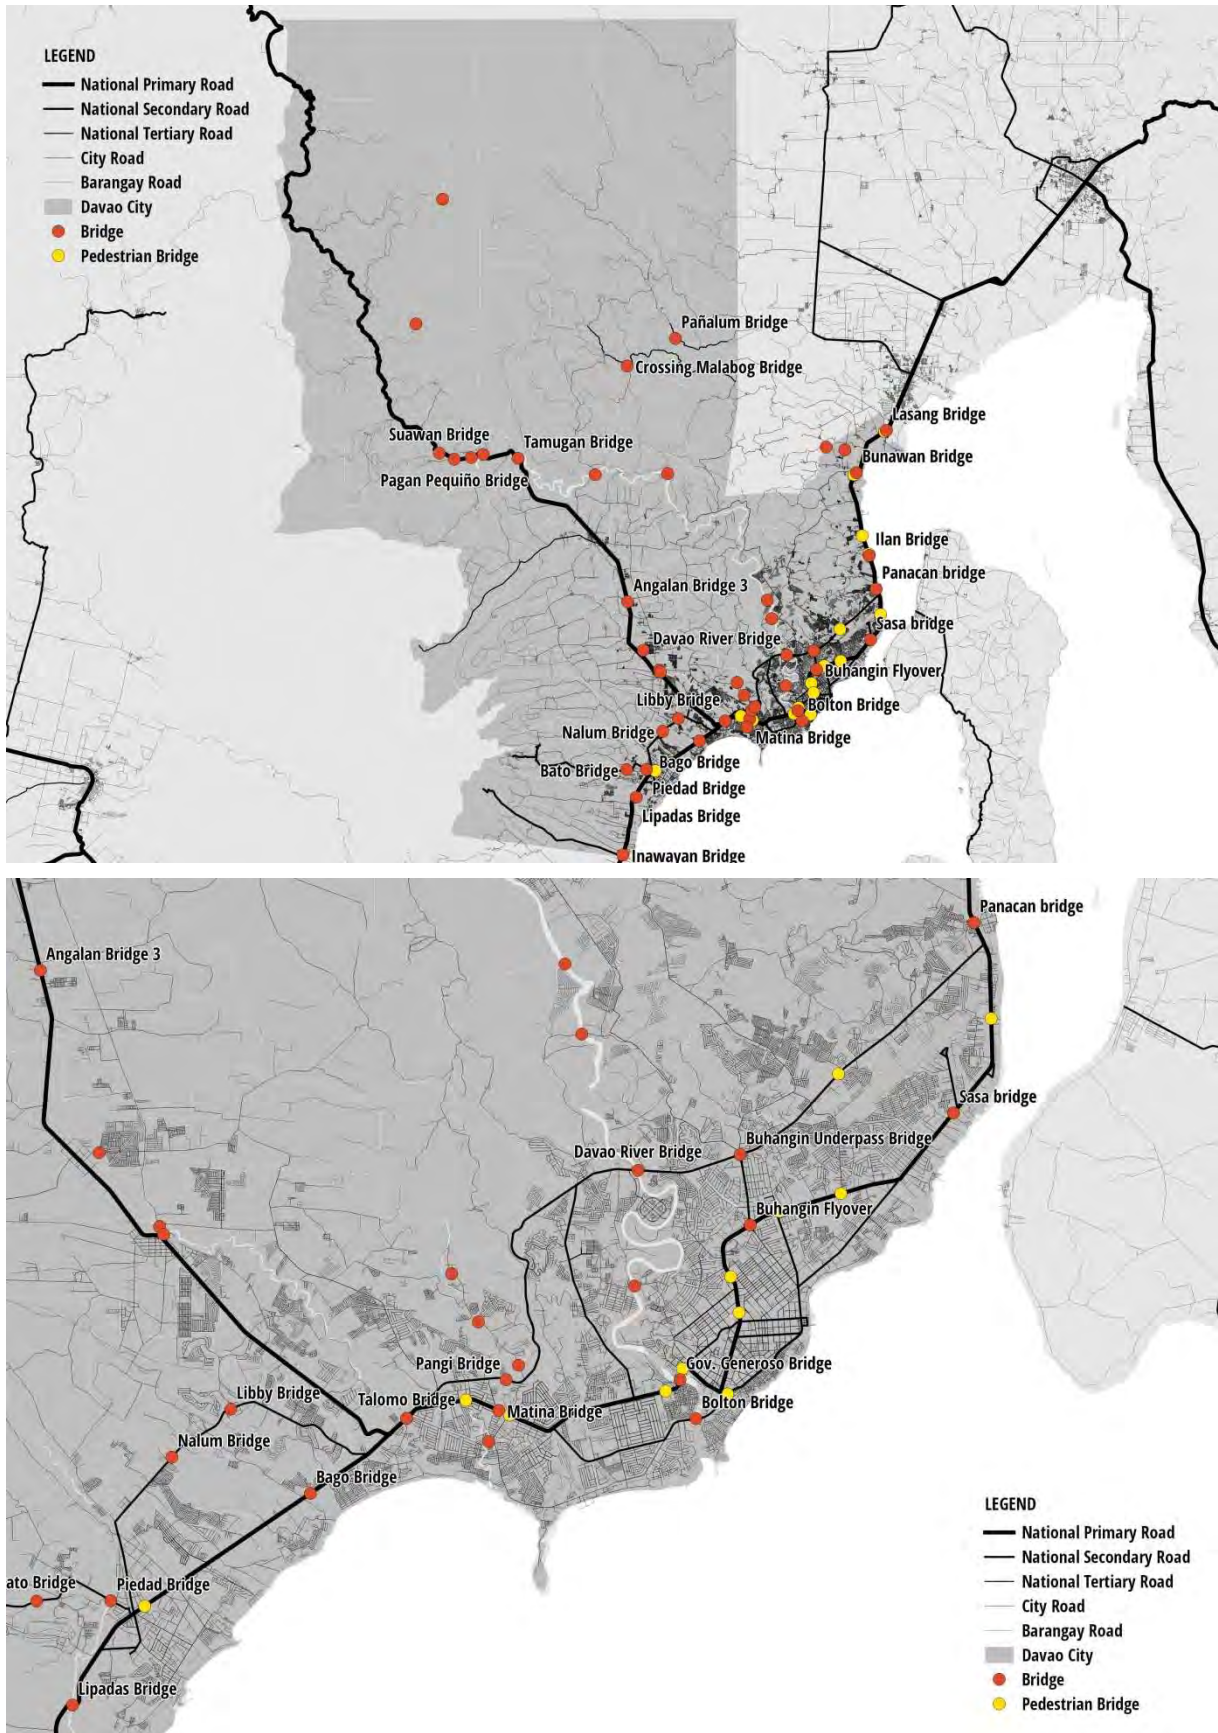 LEGEND
National Primary Road
National Secondary Road
National Tertiary Road
City Road
Barangay Road
Davao City
Bridge
Pedestrian Bridge
Pañalum Bridge
Crossing Malabog Bridge
Lasang Bridge
Suawan Bridge
Tamugan Bridge
Bunawan Bridge
Pagan Pequiño Bridge
Ilan Bridge
Panacan bridge
Angalan Bridge 3
Sasa bridge
Davao River Bridge
Buhangin Flyover
Libby Bridge
Bolton Bridge
Nalum Bridge
Matina Bridge
Bago Bridge
Bato Bridge
Piedad Bridge
Lipadas Bridge
Inawayan Bridge
Panacan bridge
Angalan Bridge 3
Sasa bridge
Buhangin Underpass Bridge
Davao River Bridge
Buhangin Flyover
Pangi Bridge
Gov. Generoso Bridge
Libby Bridge
Talomo Bridge
Bolton Bridge
Matina Bridge
Nalum Bridge
Bago Bridge
ato Bridge
Piedad Bridge
Lipadas Bridge
LEGEND
National Primary Road
National Secondary Road
National Tertiary Road
City Road
Barangay Road
Davao City
Bridge
Pedestrian Bridge